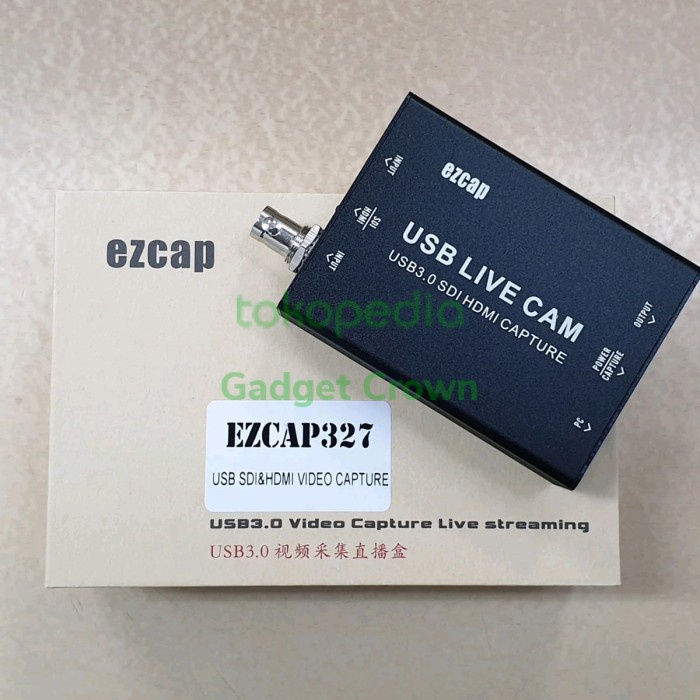 ezcap
EZCAP327
USB SDI&HDMI VIDEO CAPTURE
USB3.0 Video Capture Live streaming
USB3.0 视频采集直播盒
ezcap
USB LIVE CAM
USB3.0 SDI HDMI CAPTURE
INPUT
SDI HDMI
INPUT
OUTPUT
POWER
CAPTURE
PC
tokopedia
Gadget Crown